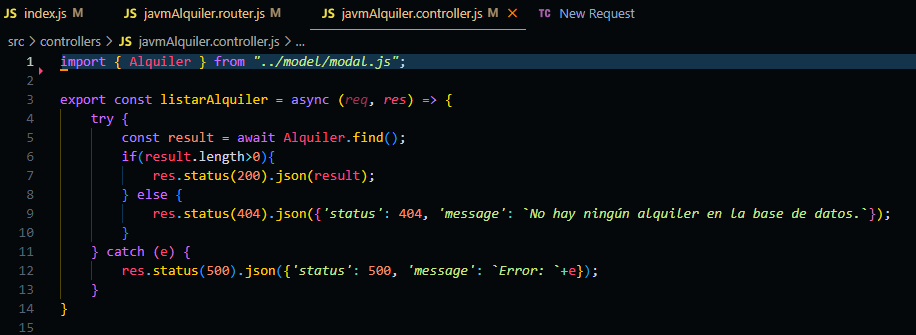 JS index.js M JS javmAlquiler.router.js M JS javmAlquiler.controller.js M × TC New Request
src > controllers > JS javmAlquiler.controller.js > ...
1 import { Alquiler } from "../model/modal.js";
2
3 export const listarAlquiler = async (req, res) => {
4     try {
5         const result = await Alquiler.find();
6         if(result.length>0){
7             res.status(200).json(result);
8         } else {
9             res.status(404).json({'status': 404, 'message': `No hay ningún alquiler en la base de datos.`});
10         }
11     } catch (e) {
12         res.status(500).json({'status': 500, 'message': `Error: `+e});
13     }
14 }
15